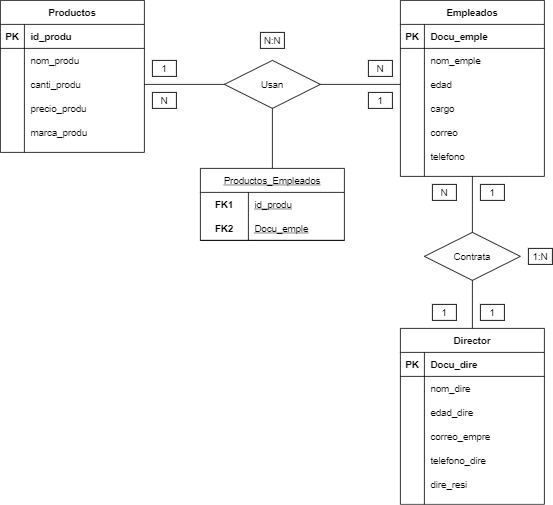 Productos
PK id_produ
nom_produ
canti_produ
precio_produ
marca_produ
1
N
N:N
Usan
N
1
Empleados
PK Docu_emple
nom_emple
edad
cargo
correo
telefono
Productos_Empleados
FK1 id_produ
FK2 Docu_emple
N 1
Contrata
1:N
1 1
Director
PK Docu_dire
nom_dire
edad_dire
correo_empre
telefono_dire
dire_resi